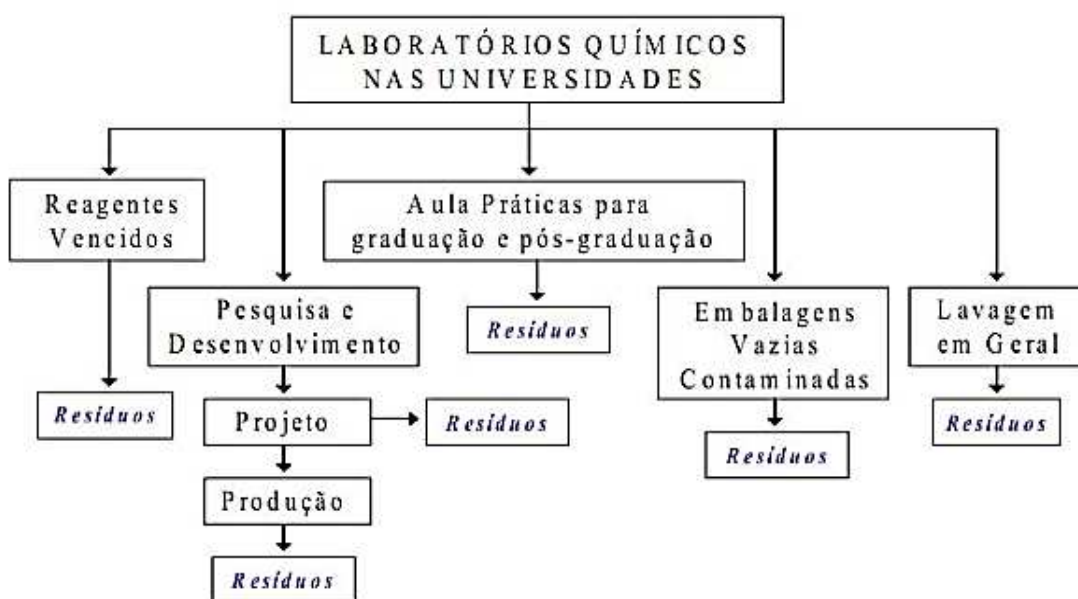 LABORATÓRIOS QUÍMICOS
NAS UNIVERSIDADES
Reagentes
Vencidos
Aula Práticas para
graduação e pós-graduação
Pesquisa e
Desenvolvimento
Resíduos
Embalagens
Vazias
Contaminadas
Lavagem
em Geral
Resíduos
Projeto
Resíduos
Resíduos
Resíduos
Produção
Resíduos